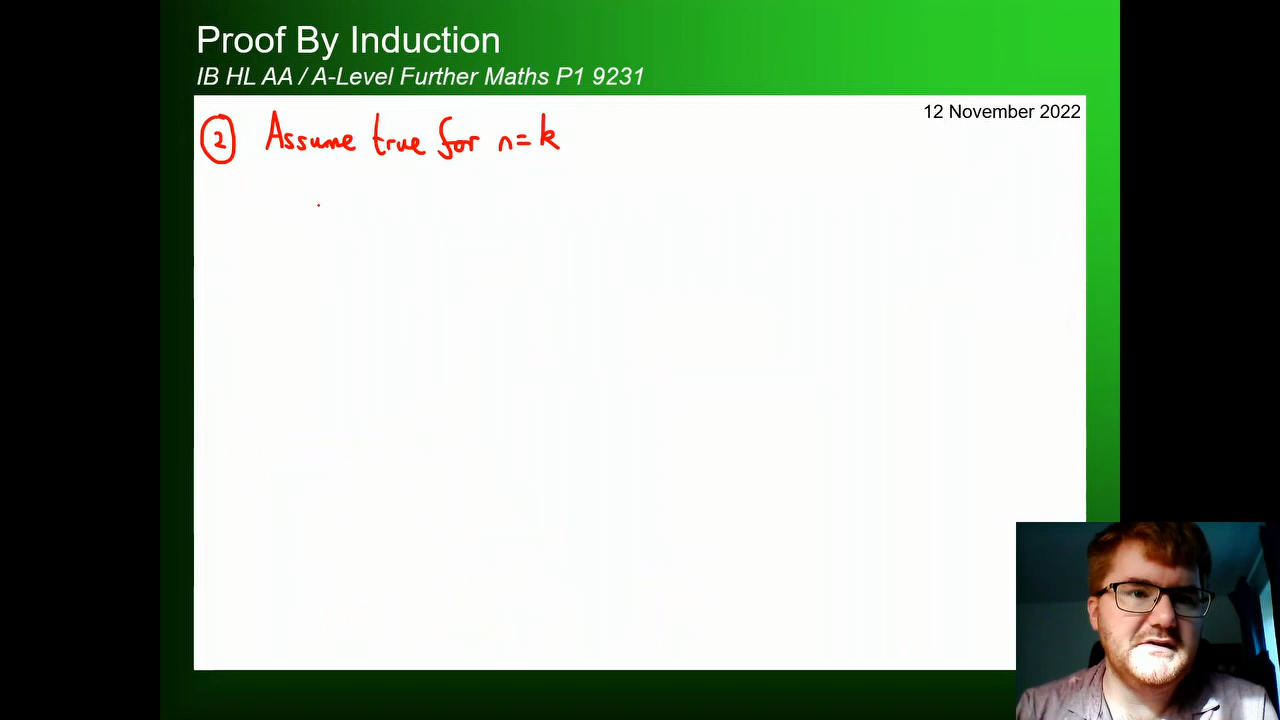 Proof By Induction
IB HL AA / A-Level Further Maths P1 9231
12 November 2022
② Assume true for n=k